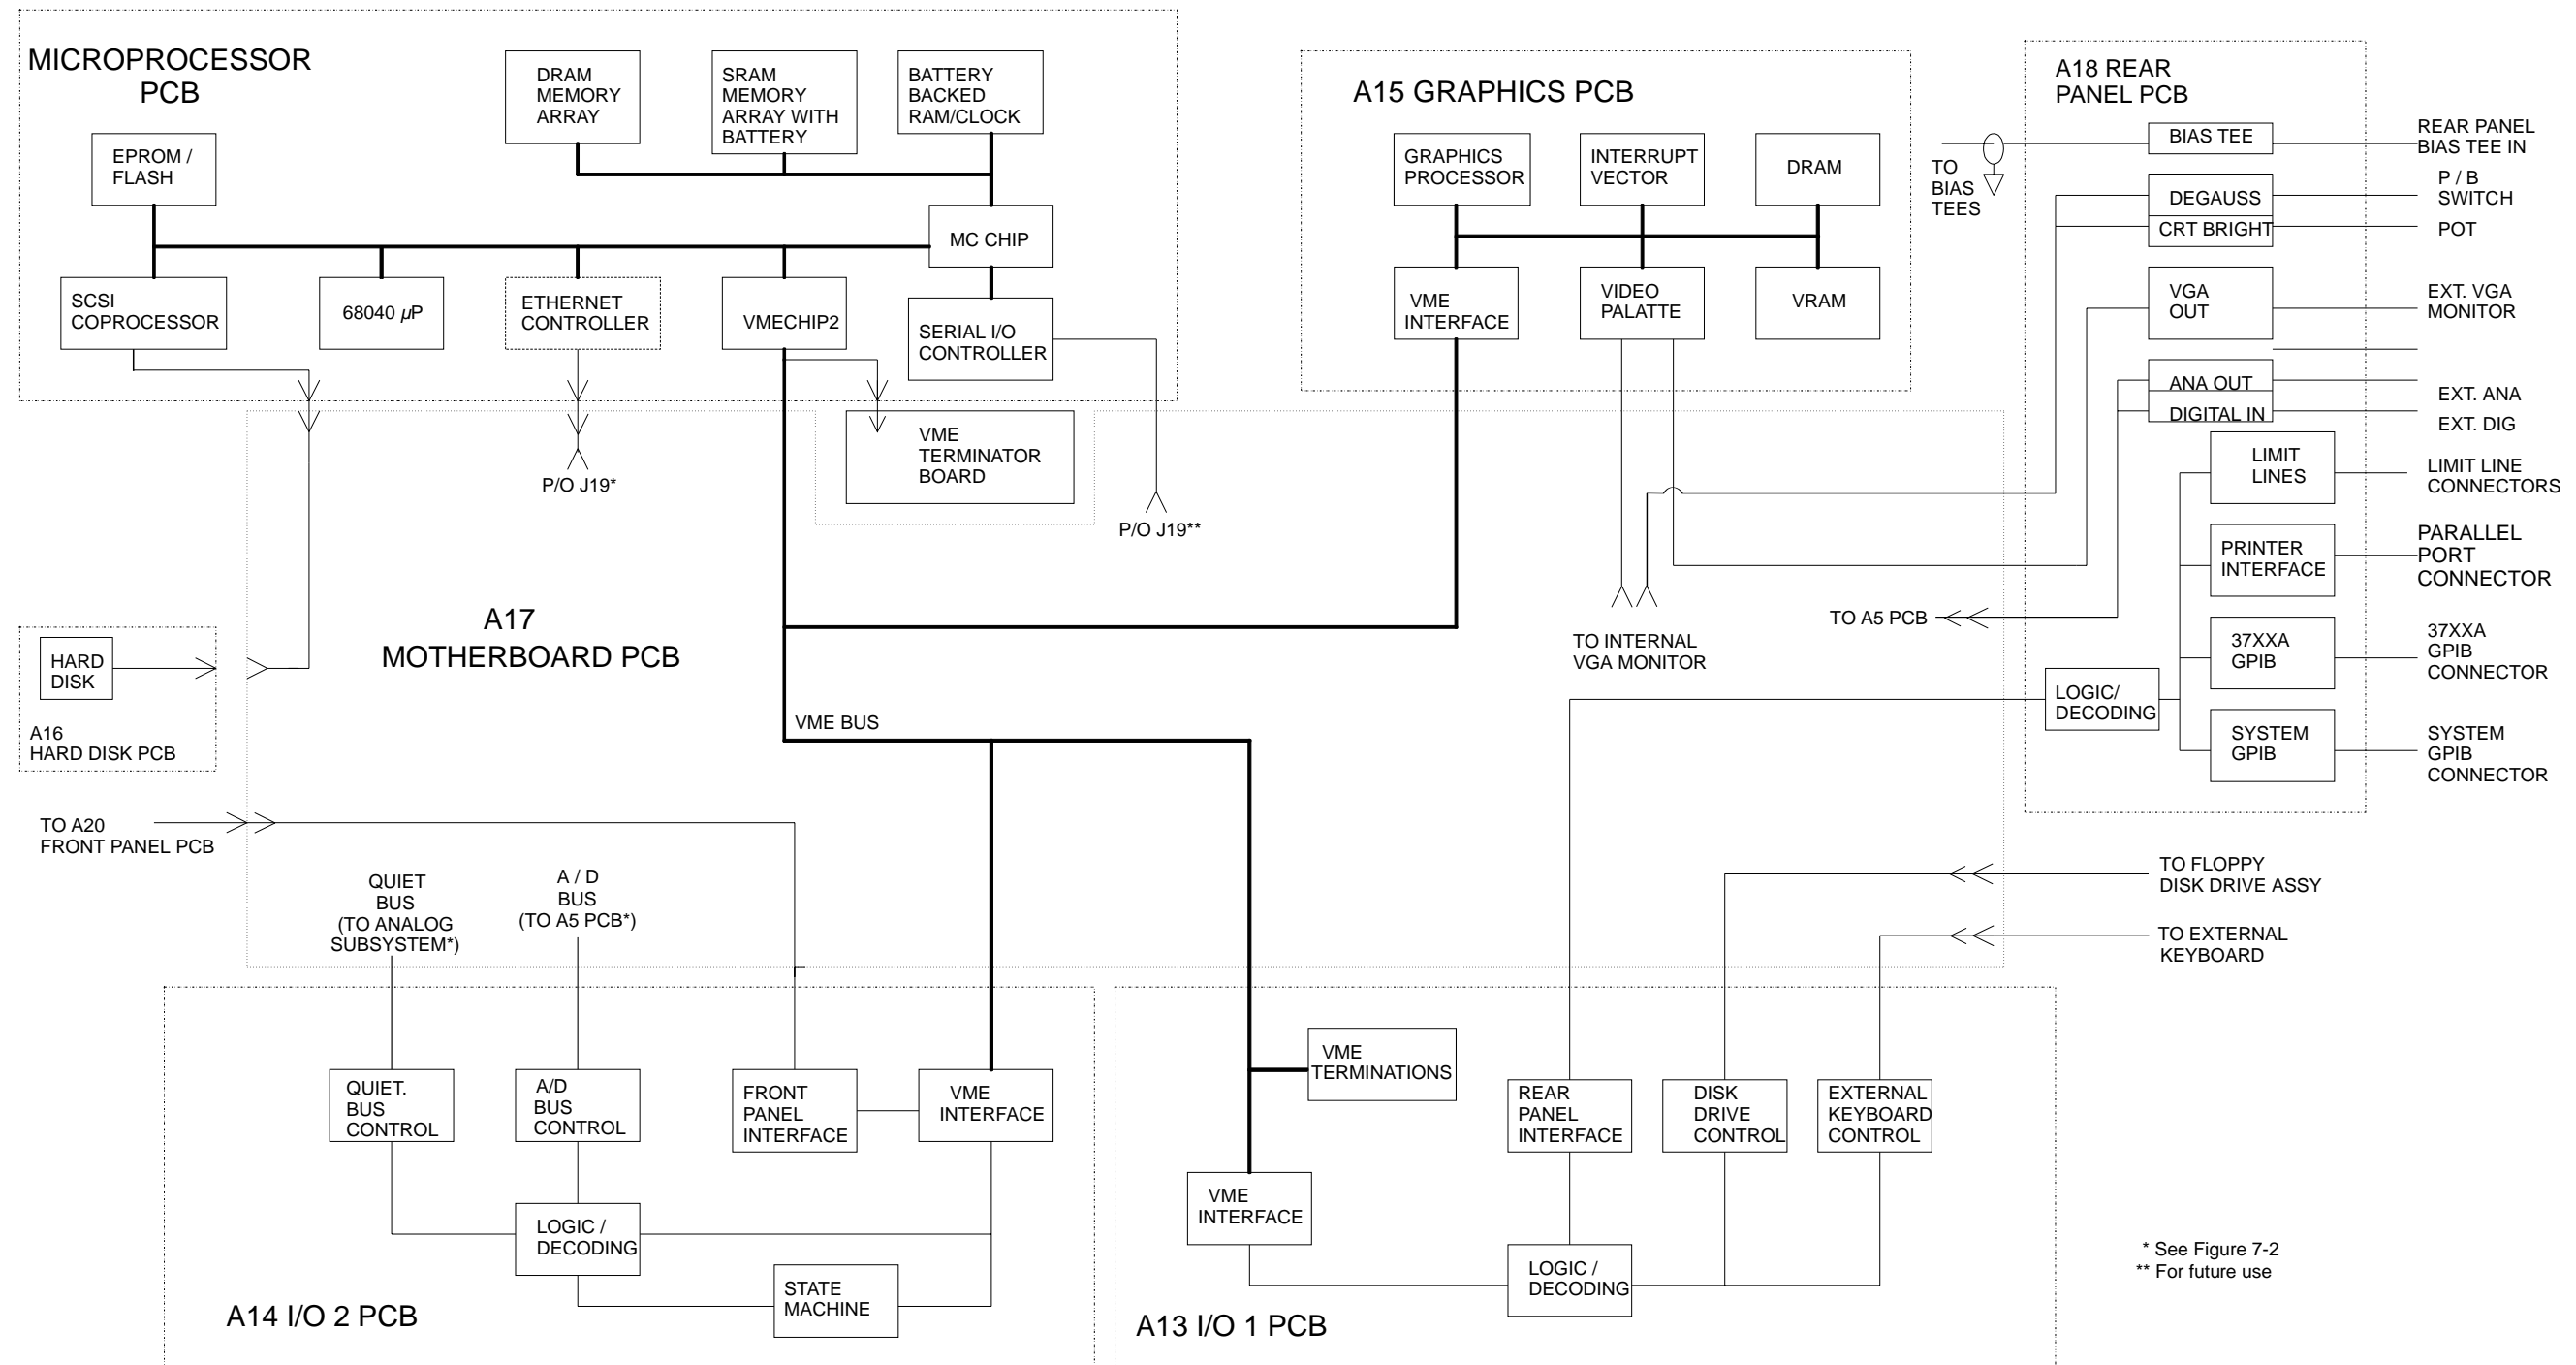 MICROPROCESSOR
PCB
DRAM
MEMORY
ARRAY
SRAM
MEMORY
ARRAY WITH
BATTERY
BATTERY
BACKED
RAM/CLOCK
EPROM /
FLASH
MC CHIP
SCSI
COPROCESSOR
68040 µP
ETHERNET
CONTROLLER
VMECHIP2
SERIAL I/O
CONTROLLER
VME
TERMINATOR
BOARD
P/O J19*
P/O J19**
A15 GRAPHICS PCB
GRAPHICS
PROCESSOR
INTERRUPT
VECTOR
DRAM
VME
INTERFACE
VIDEO
PALATTE
VRAM
A18 REAR
PANEL PCB
TO
BIAS
TEES
BIAS TEE
REAR PANEL
BIAS TEE IN
DEGAUSS
P / B
SWITCH
CRT BRIGHT
POT
VGA
OUT
EXT. VGA
MONITOR
ANA OUT
EXT. ANA
DIGITAL IN
EXT. DIG
LIMIT
LINES
LIMIT LINE
CONNECTORS
PRINTER
INTERFACE
PARALLEL
PORT
CONNECTOR
37XXA
GPIB
37XXA
GPIB
CONNECTOR
LOGIC/
DECODING
SYSTEM
GPIB
SYSTEM
GPIB
CONNECTOR
TO A5 PCB
TO INTERNAL
VGA MONITOR
A17
MOTHERBOARD PCB
HARD
DISK
A16
HARD DISK PCB
VME BUS
TO A20
FRONT PANEL PCB
QUIET
BUS
(TO ANALOG
SUBSYSTEM*)
A / D
BUS
(TO A5 PCB*)
TO FLOPPY
DISK DRIVE ASSY
TO EXTERNAL
KEYBOARD
QUIET.
BUS
CONTROL
A/D
BUS
CONTROL
FRONT
PANEL
INTERFACE
VME
INTERFACE
LOGIC /
DECODING
STATE
MACHINE
A14 I/O 2 PCB
VME
TERMINATIONS
REAR
PANEL
INTERFACE
DISK
DRIVE
CONTROL
EXTERNAL
KEYBOARD
CONTROL
VME
INTERFACE
LOGIC /
DECODING
A13 I/O 1 PCB
* See Figure 7-2
** For future use